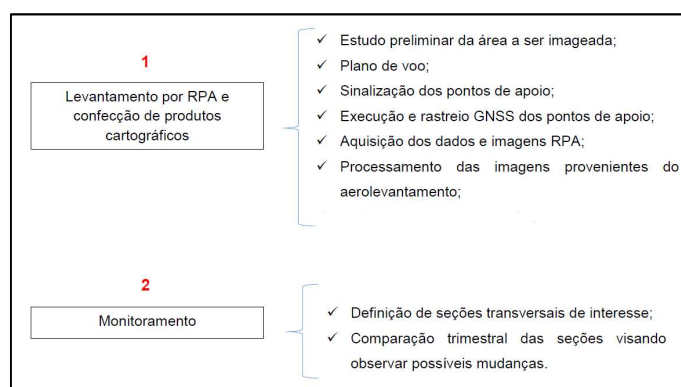 1
Levantamento por RPA e
confecção de produtos
cartográficos
✓ Estudo preliminar da área a ser imageada;
✓ Plano de voo;
✓ Sinalização dos pontos de apoio;
✓ Execução e rastreio GNSS dos pontos de apoio;
✓ Aquisição dos dados e imagens RPA;
✓ Processamento das imagens provenientes do
aerolevantamento;
2
Monitoramento
✓ Definição de seções transversais de interesse;
✓ Comparação trimestral das seções visando
observar possíveis mudanças.